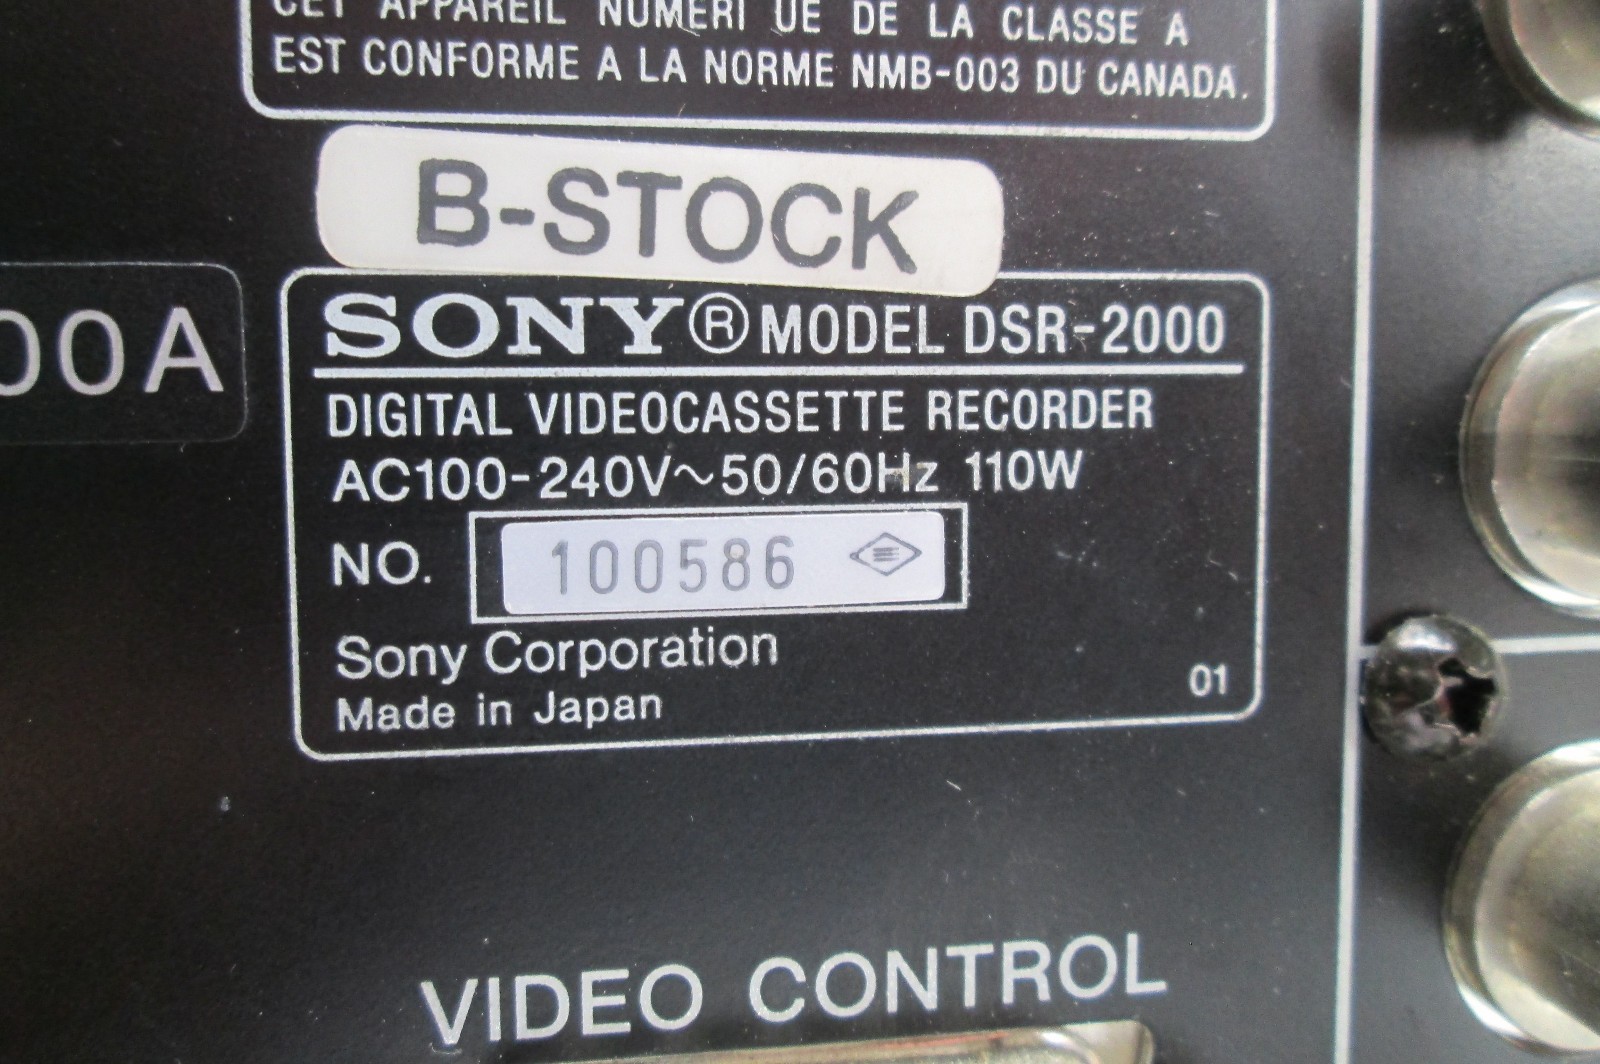 CET APPAREIL NUMERI UE DE LA CLASSE A
EST CONFORME A LA NORME NMB-003 DU CANADA.
B-STOCK
00A
SONY® MODEL DSR-2000
DIGITAL VIDEOCASSETTE RECORDER
AC100-240V~50/60Hz 110W
NO. 100586
Sony Corporation
Made in Japan
01
VIDEO CONTROL